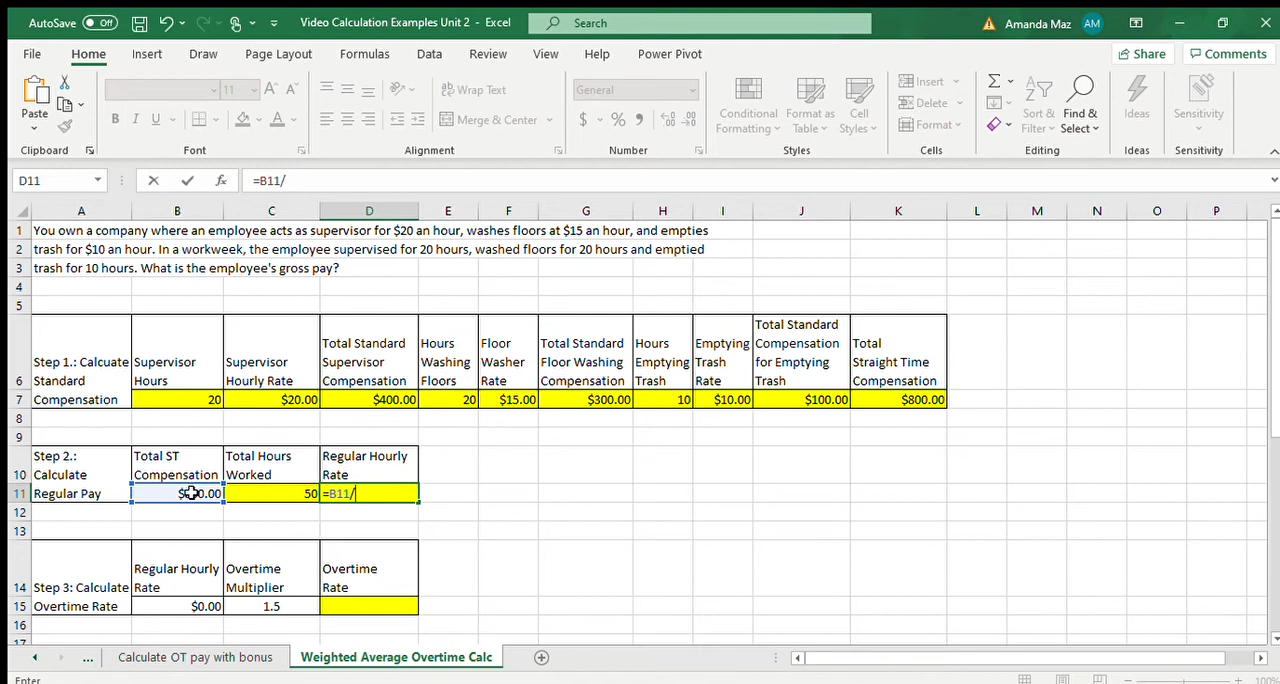 AutoSave Off Video Calculation Examples Unit 2 - Excel Search Amanda Maz AM
File Home Insert Draw Page Layout Formulas Data Review View Help Power Pivot Share Comments
Paste
11 A A
B I U A
Wrap Text
Merge & Center
General
$ % 9
Conditional Formatting
Format as Table
Cell Styles
Insert
Delete
Format
Sort & Filter
Find & Select
Ideas
Sensitivity
Clipboard Font Alignment Number Styles Cells Editing Ideas Sensitivity
D11 fx =B11/
A B C D E F G H I J K L M N O P
1 You own a company where an employee acts as supervisor for $20 an hour, washes floors at $15 an hour, and empties
2 trash for $10 an hour. In a workweek, the employee supervised for 20 hours, washed floors for 20 hours and emptied
3 trash for 10 hours. What is the employee's gross pay?
4
5
6 Step 1.: Calcuate Standard
Supervisor Hours
Supervisor Hourly Rate
Total Standard Supervisor Compensation
Hours Washing Floors
Floor Washer Rate
Total Standard Floor Washing Compensation
Hours Emptying Trash
Emptying Trash Rate
Total Standard Compensation for Emptying Trash
Total Straight Time Compensation
7 Compensation 20 $20.00 $400.00 20 $15.00 $300.00 10 $10.00 $100.00 $800.00
8
9
10 Step 2.: Calculate
Total ST Compensation
Total Hours Worked
Regular Hourly Rate
11 Regular Pay 50 =B11/
12
13
14 Step 3: Calculate
Regular Hourly Rate
Overtime Multiplier
Overtime Rate
15 Overtime Rate $0.00 1.5
16
17
... Calculate OT pay with bonus Weighted Average Overtime Calc
Enter 100%